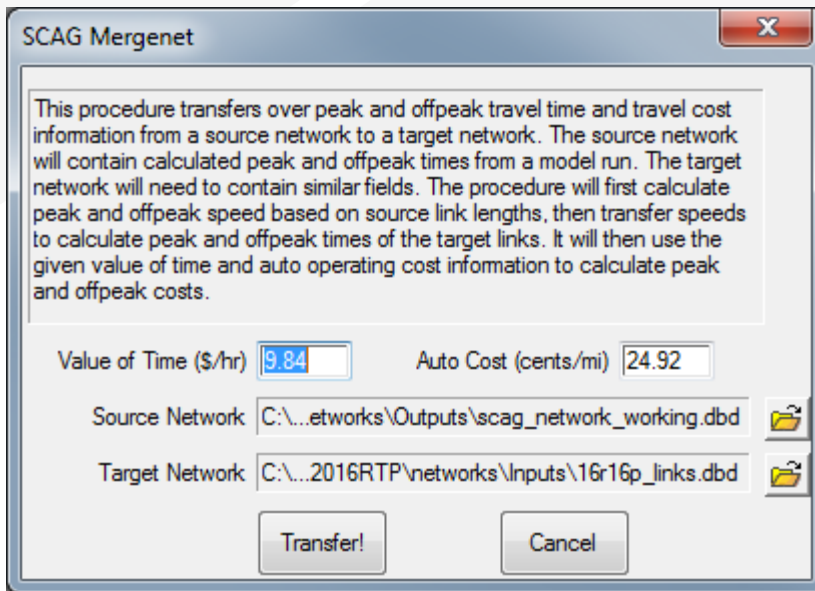 SCAG Mergenet
x
This procedure transfers over peak and offpeak travel time and travel cost
information from a source network to a target network. The source network
will contain calculated peak and offpeak times from a model run. The target
network will need to contain similar fields. The procedure will first calculate
peak and offpeak speed based on source link lengths, then transfer speeds
to calculate peak and offpeak times of the target links. It will then use the
given value of time and auto operating cost information to calculate peak
and offpeak costs.
Value of Time ($/hr) 9.84 Auto Cost (cents/mi) 24.92
Source Network C:\...etworks\Outputs\scag_network_working.dbd
Target Network C:\...2016RTP\networks\Inputs\16r16p_links.dbd
Transfer! Cancel